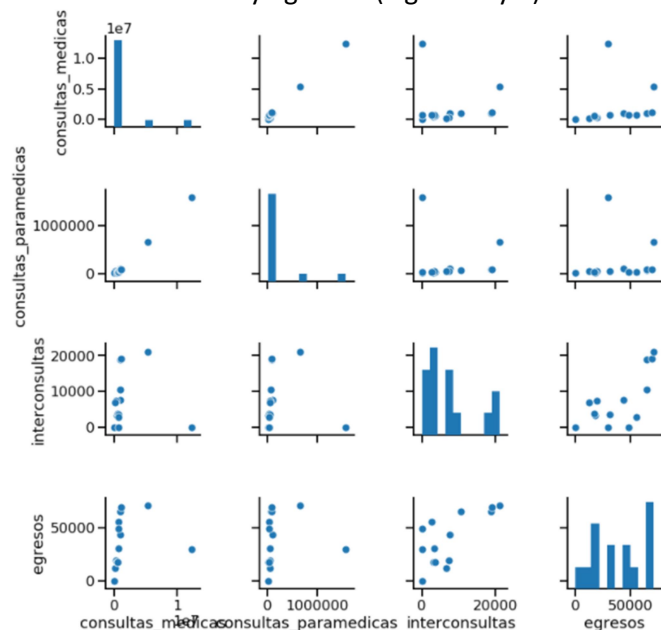 1e7
consultas_medicas
1.0
0.5
0.0
consultas_paramedicas
1000000
0
interconsultas
20000
10000
0
egresos
50000
0
0 1 0 1000000 0 20000 0 50000
1e7
consultas_medicas consultas_paramedicas interconsultas egresos